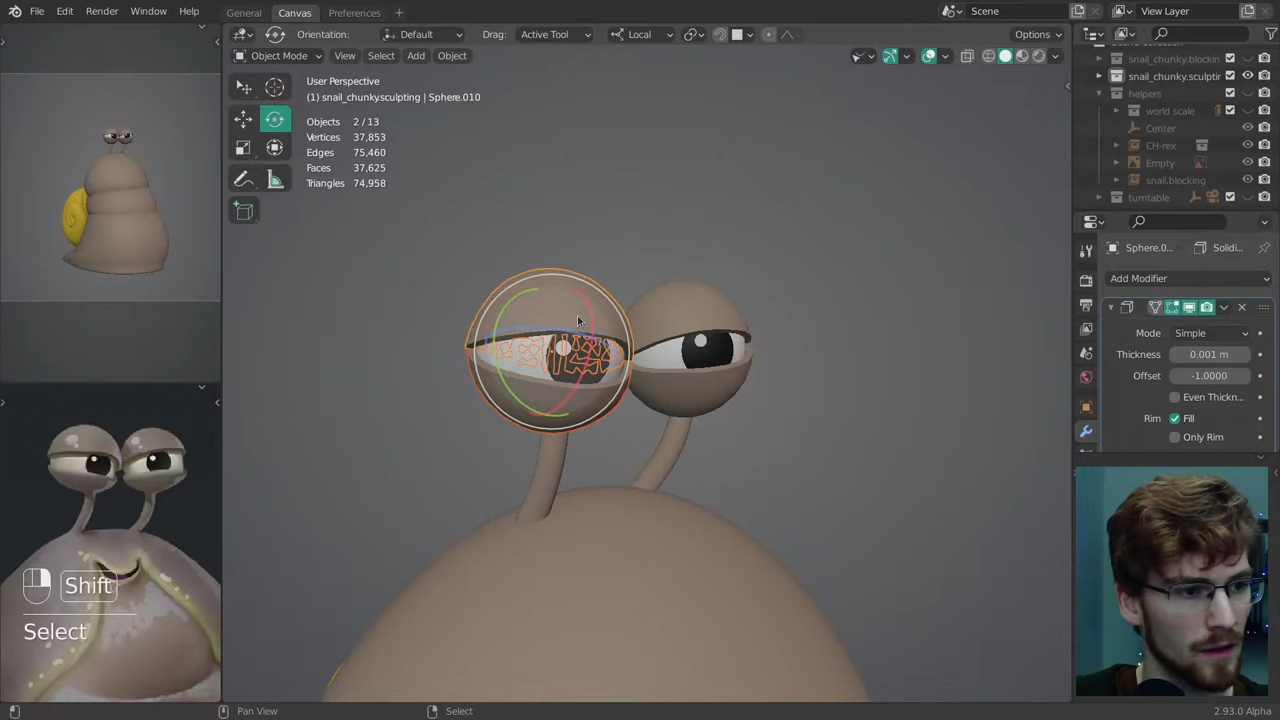 File Edit Render Window Help
General Canvas Preferences +
Scene
View Layer
Orientation: Default
Drag: Active Tool
Local
Options
Object Mode
View Select Add Object
User Perspective
(1) snail_chunky.sculpting | Sphere.010
Objects 2 / 13
Vertices 37,853
Edges 75,460
Faces 37,625
Triangles 74,958
snail_chunky.blockin
snail_chunky.sculptir
helpers
world scale
Center
CH-rex
Empty
snail.blocking
turntable
Sphere.0... Solidi...
Add Modifier
Mode Simple
Thickness 0.001 m
Offset -1.0000
Even Thickn...
Rim Fill
Only Rim
Shift
Select
Pan View
Select
2.93.0 Alpha